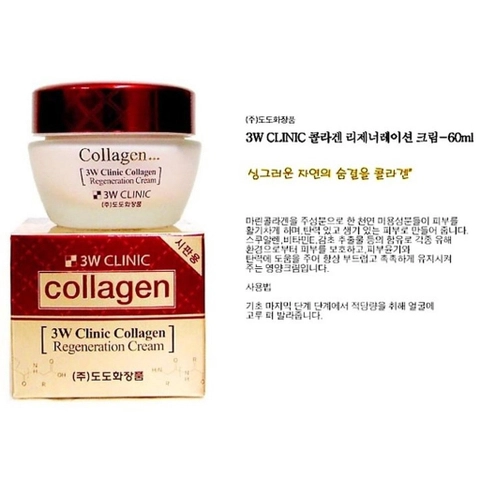 Collagen...
3W Clinic Collagen
Regeneration Cream
3W CLINIC
(주)도도화장품
시판용
3W CLINIC
collagen
3W Clinic Collagen
Regeneration Cream
(주)도도화장품
(주)도도화장품
3W CLINIC 콜라겐 리제너레이션 크림-60ml
싱그러운 자연의 숨결을 콜라겐"
마린콜라겐을 주성분으로 한 천연 미용성분들이 피부를
활기차게 하며,탄력 있고 생기 있는 피부로 만들어 줍니다.
스쿠알렌,비타민E,감초 추출물 등의 함유로 각종 유해
환경으로부터 피부를 보호하고,피부윤기와
탄력에 도움을 주어 항상 부드럽고 촉촉하게 유지시켜
주는 영양크림입니다.
사용법
기초 마지막 단계 단계에서 적당량을 취해 얼굴에
고루 펴 발라줍니다.